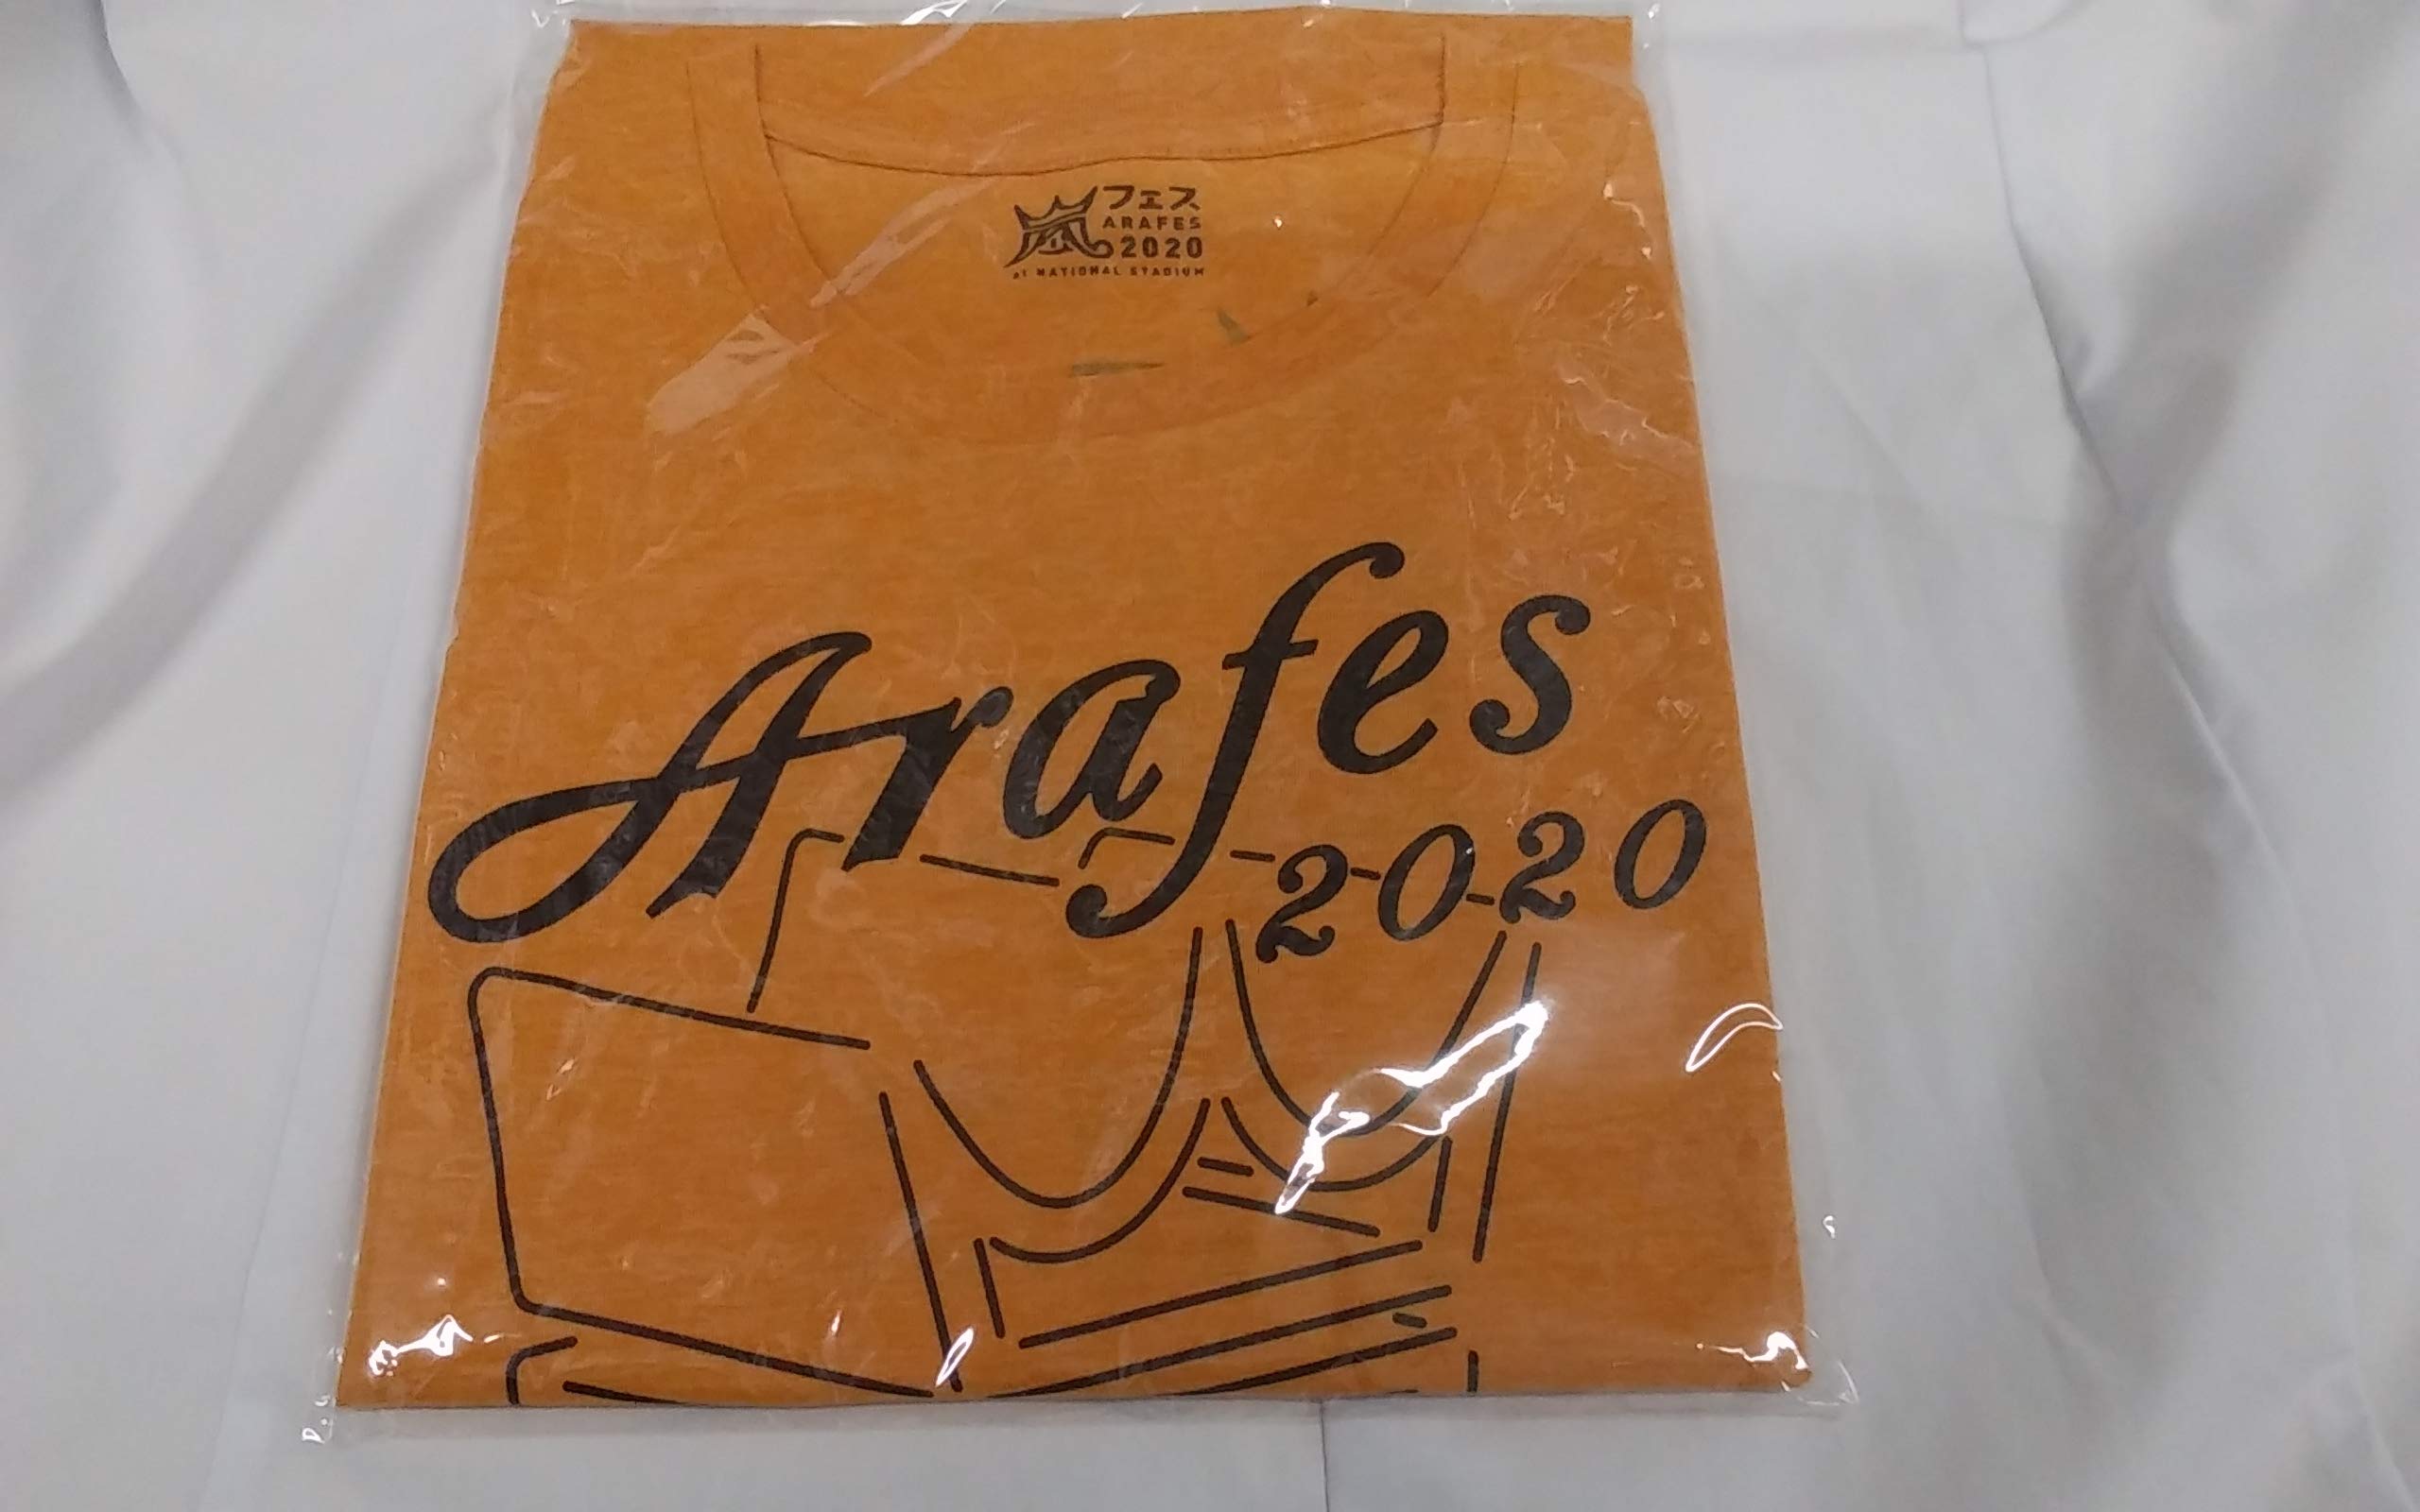 嵐フェス
ARAFES
2020
at NATIONAL STADIUM
Arafes
2020